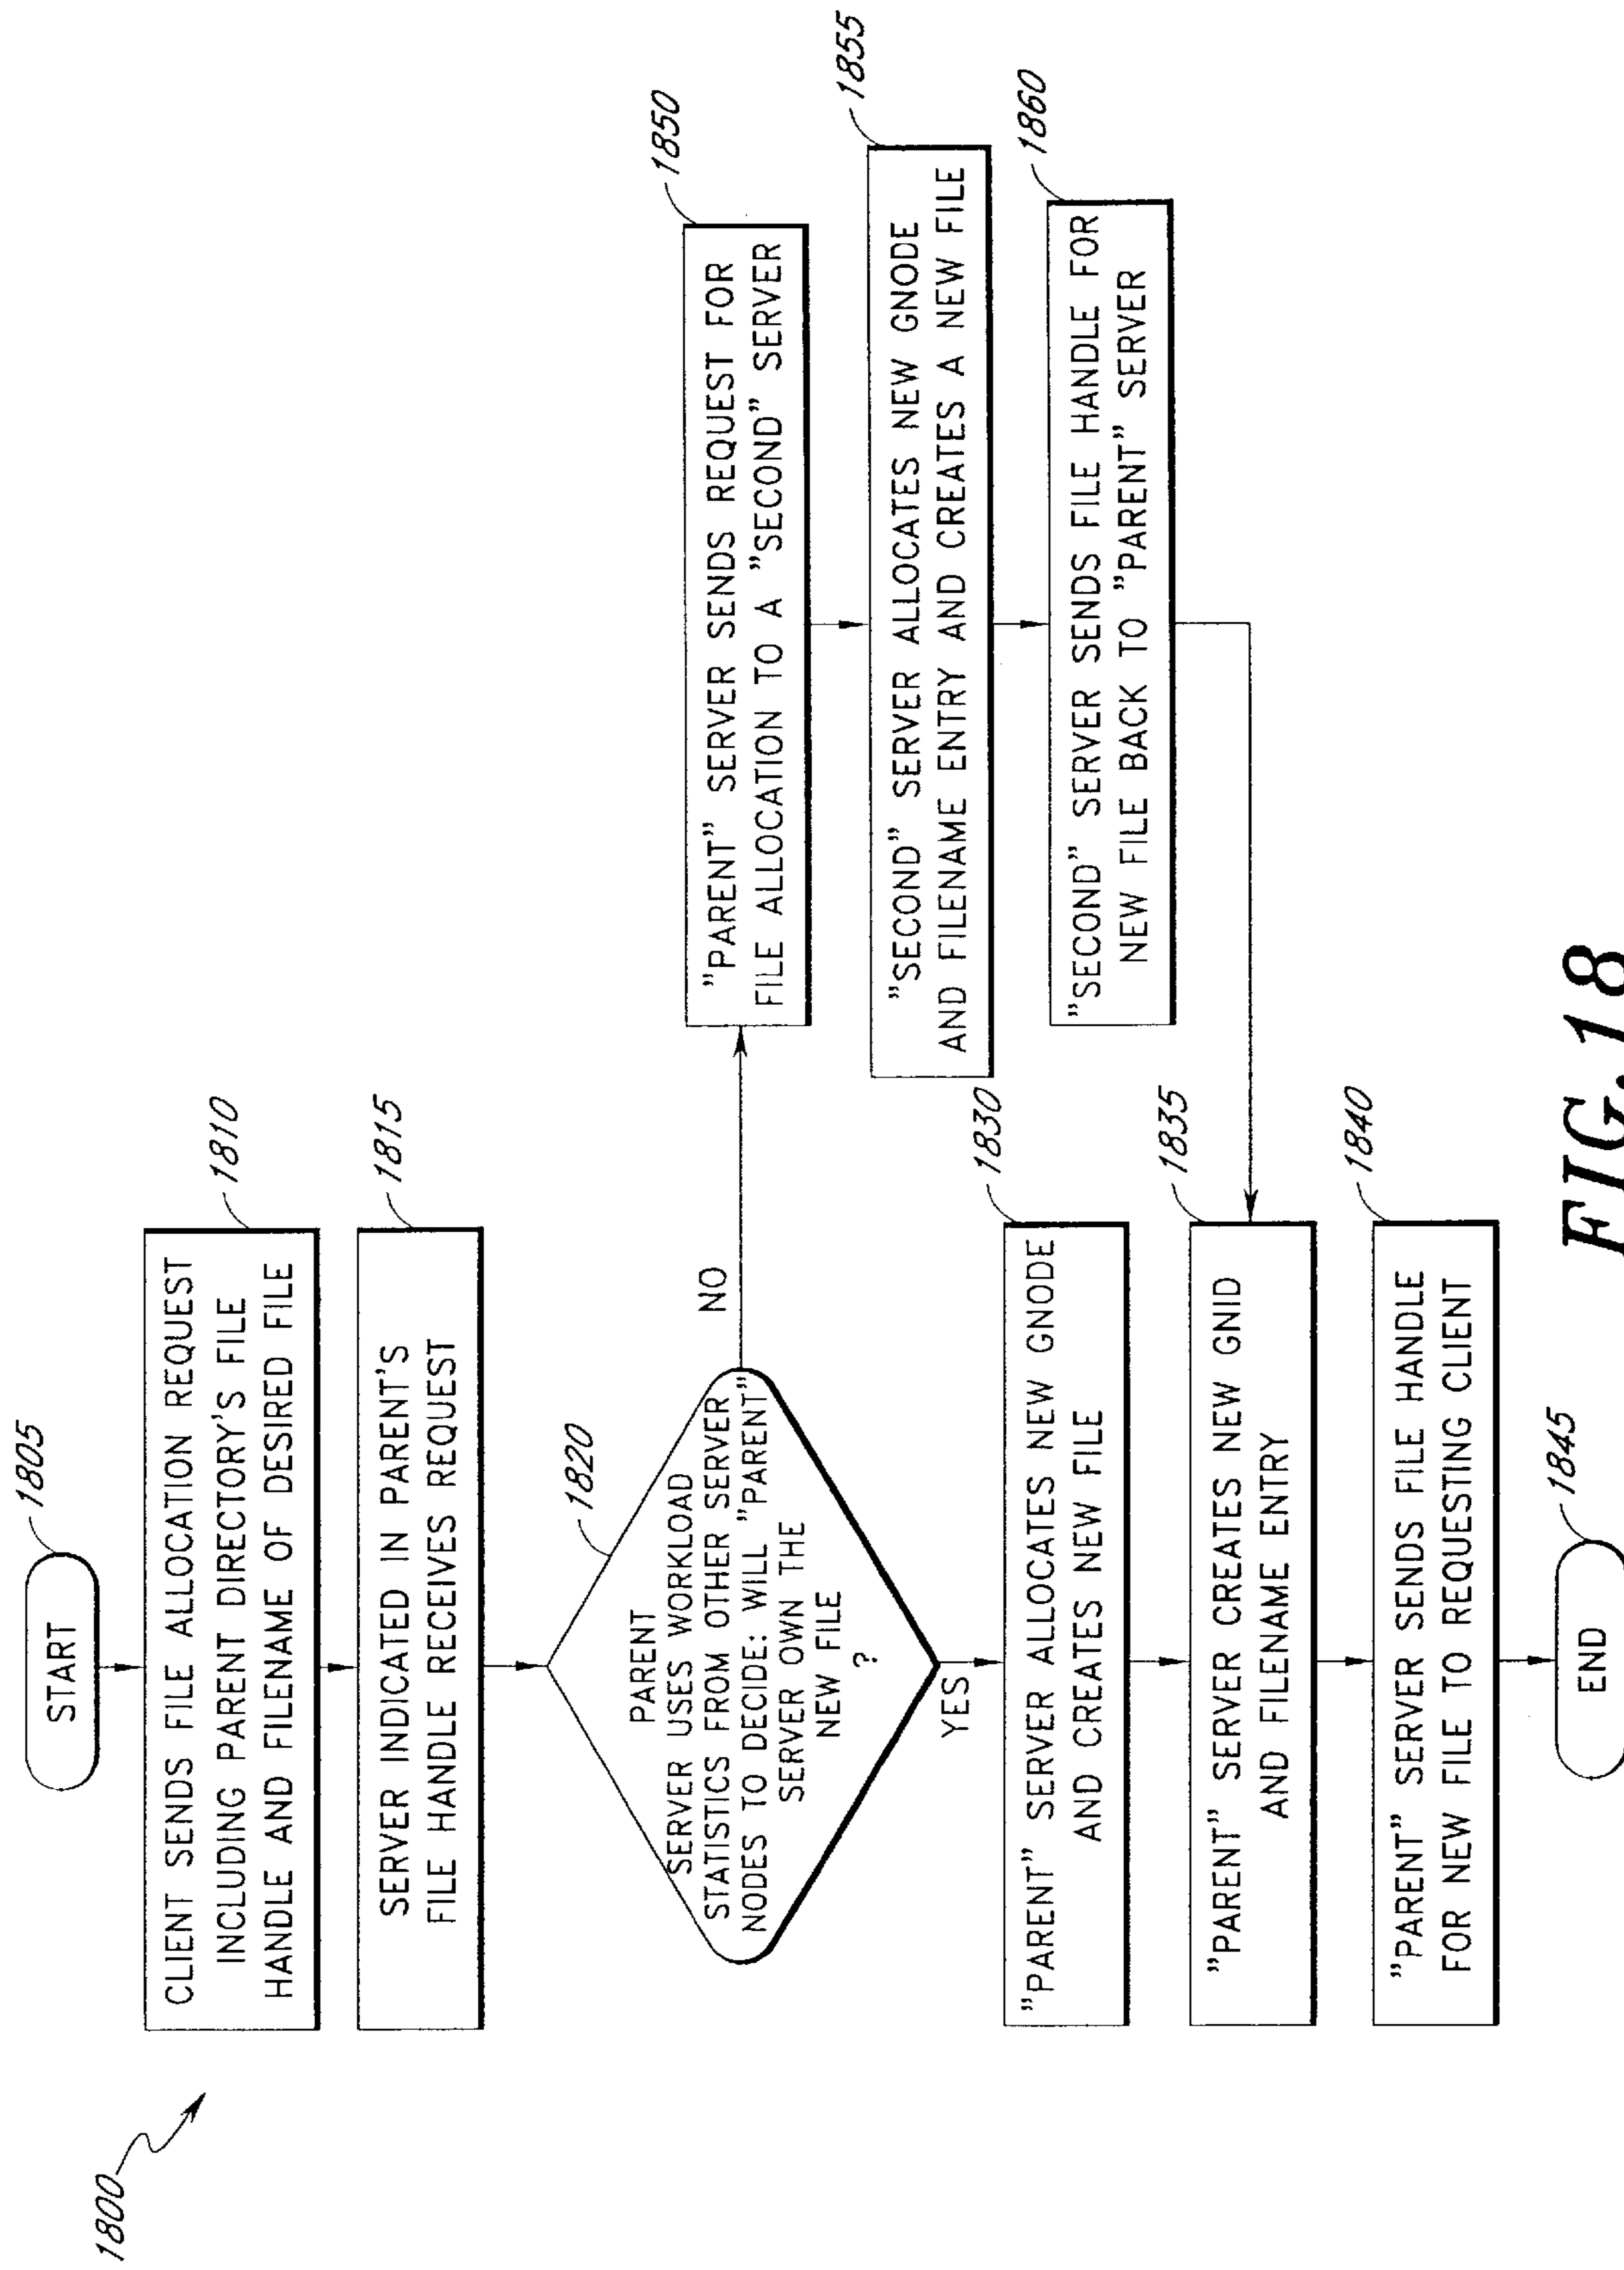 1800
START
1805
CLIENT SENDS FILE ALLOCATION REQUEST
INCLUDING PARENT DIRECTORY'S FILE
HANDLE AND FILENAME OF DESIRED FILE
1810
SERVER INDICATED IN PARENT'S
FILE HANDLE RECEIVES REQUEST
1815
PARENT
SERVER USES WORKLOAD
STATISTICS FROM OTHER SERVER
NODES TO DECIDE: WILL "PARENT"
SERVER OWN THE
NEW FILE
?
1820
NO
YES
"PARENT" SERVER ALLOCATES NEW GNODE
AND CREATES NEW FILE
1830
"PARENT" SERVER CREATES NEW GNID
AND FILENAME ENTRY
1835
"PARENT" SERVER SENDS FILE HANDLE
FOR NEW FILE TO REQUESTING CLIENT
1840
END
1845
"PARENT" SERVER SENDS REQUEST FOR
FILE ALLOCATION TO A "SECOND" SERVER
1850
"SECOND" SERVER ALLOCATES NEW GNODE
AND FILENAME ENTRY AND CREATES A NEW FILE
1855
"SECOND" SERVER SENDS FILE HANDLE FOR
NEW FILE BACK TO "PARENT" SERVER
1860
FIG.18